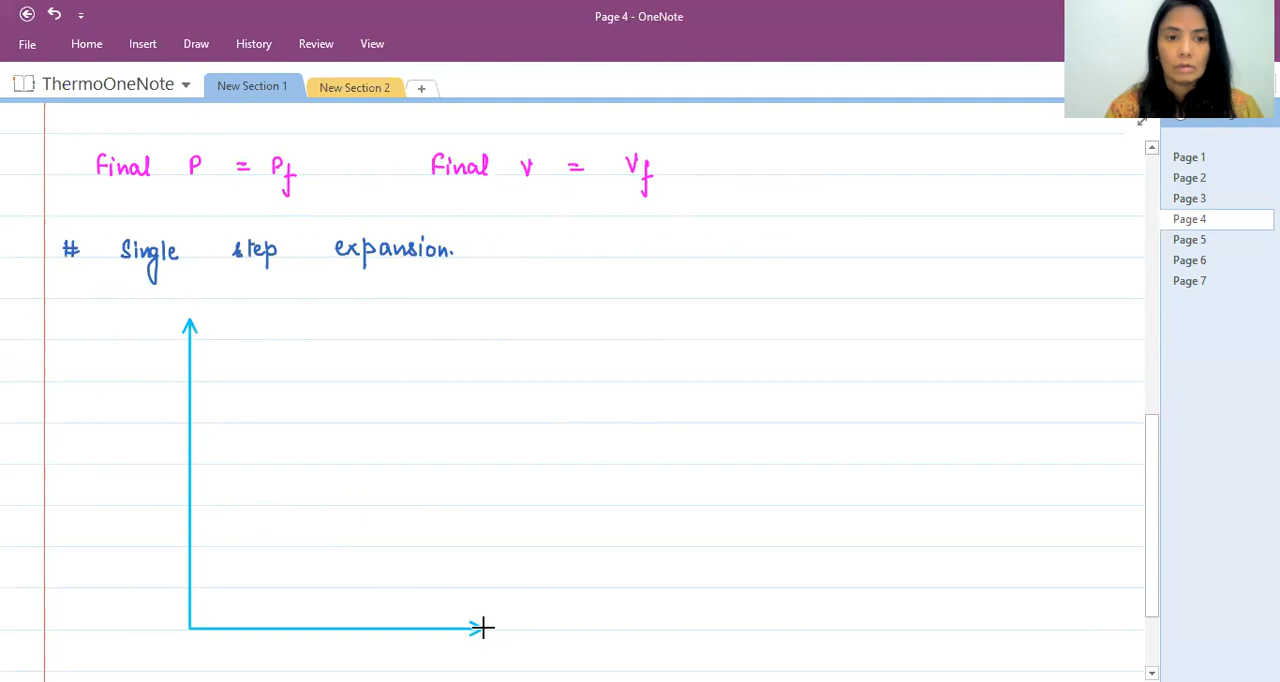 Page 4 - OneNote
File Home Insert Draw History Review View
ThermoOneNote New Section 1 New Section 2 +
Final P = Pf Final V = Vf
# Single step expansion.
Page 1
Page 2
Page 3
Page 4
Page 5
Page 6
Page 7